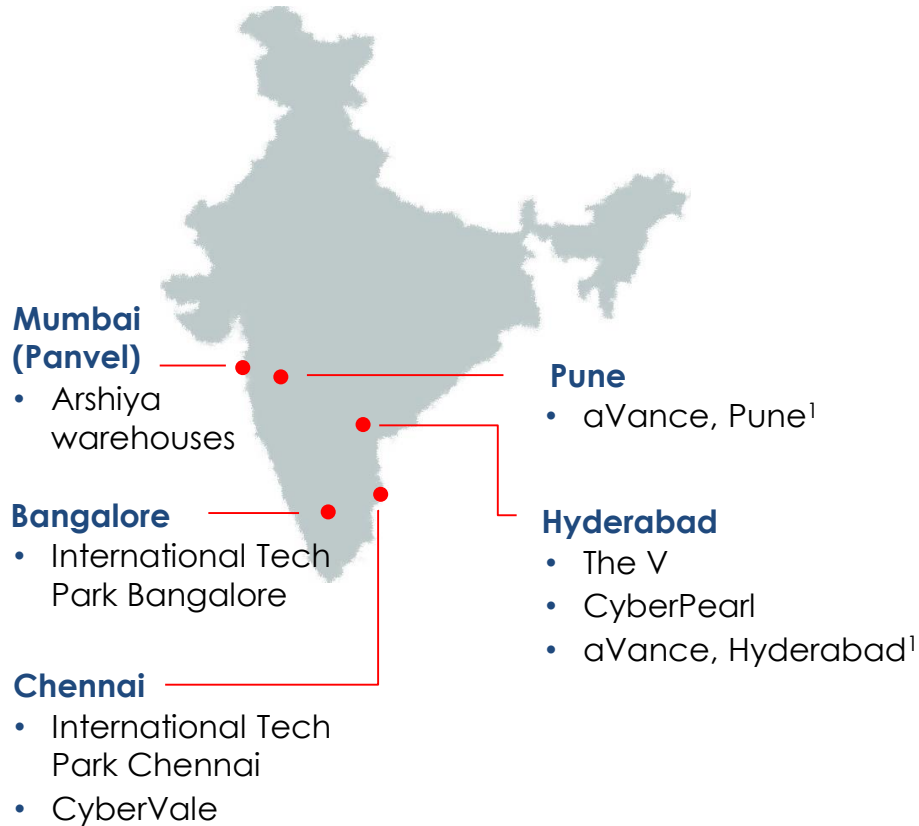 Mumbai
(Panvel)
• Arshiya
warehouses
Pune
• aVance, Pune¹
Bangalore
• International Tech
Park Bangalore
Hyderabad
• The V
• CyberPearl
• aVance, Hyderabad¹
Chennai
• International Tech
Park Chennai
• CyberVale